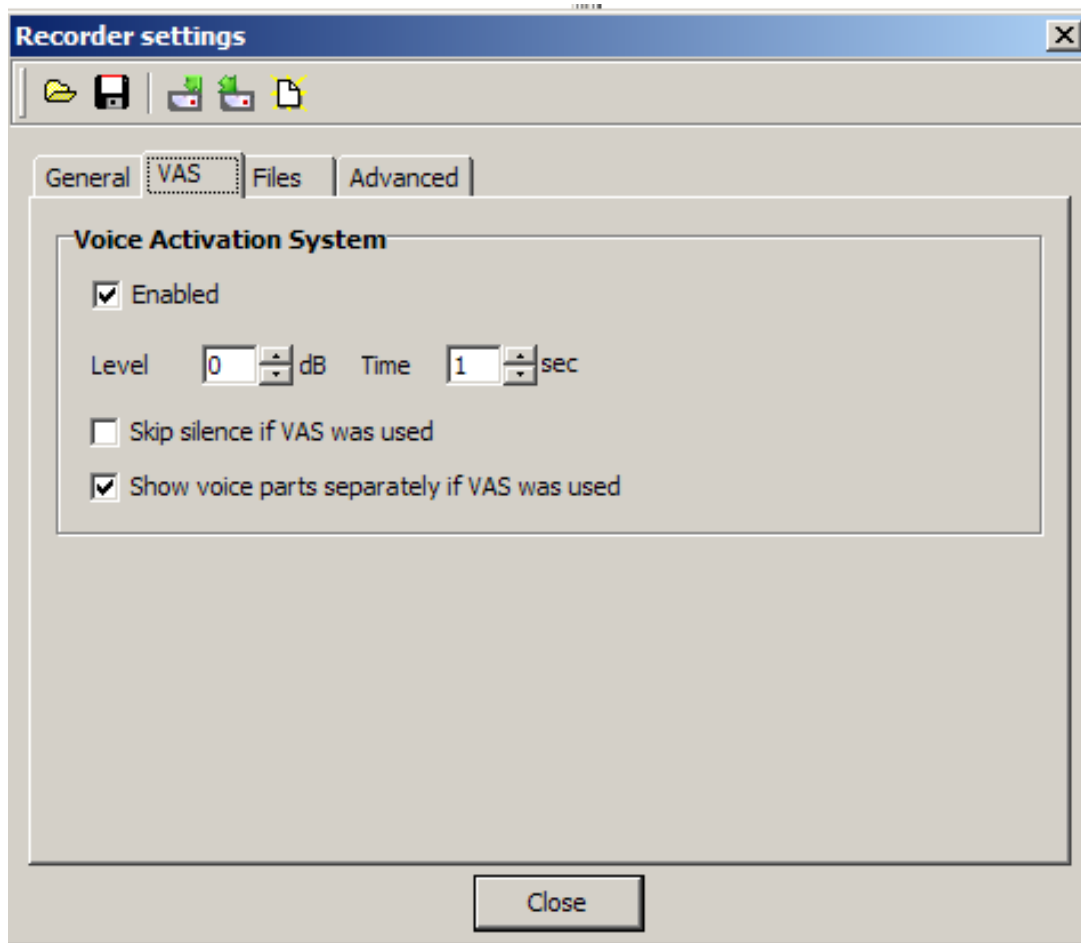 Recorder settings
General VAS Files Advanced
Voice Activation System
Enabled
Level 0 dB Time 1 sec
Skip silence if VAS was used
Show voice parts separately if VAS was used
Close